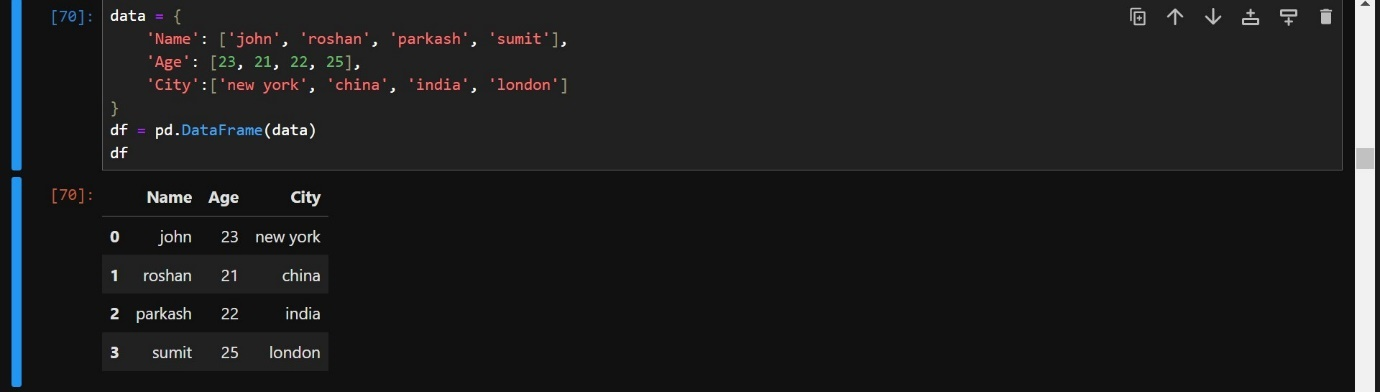 [70]: data = {
    'Name': ['john', 'roshan', 'parkash', 'sumit'],
    'Age': [23, 21, 22, 25],
    'City':['new york', 'china', 'india', 'london']
}
df = pd.DataFrame(data)
df
[70]: Name Age City
0 john 23 new york
1 roshan 21 china
2 parkash 22 india
3 sumit 25 london